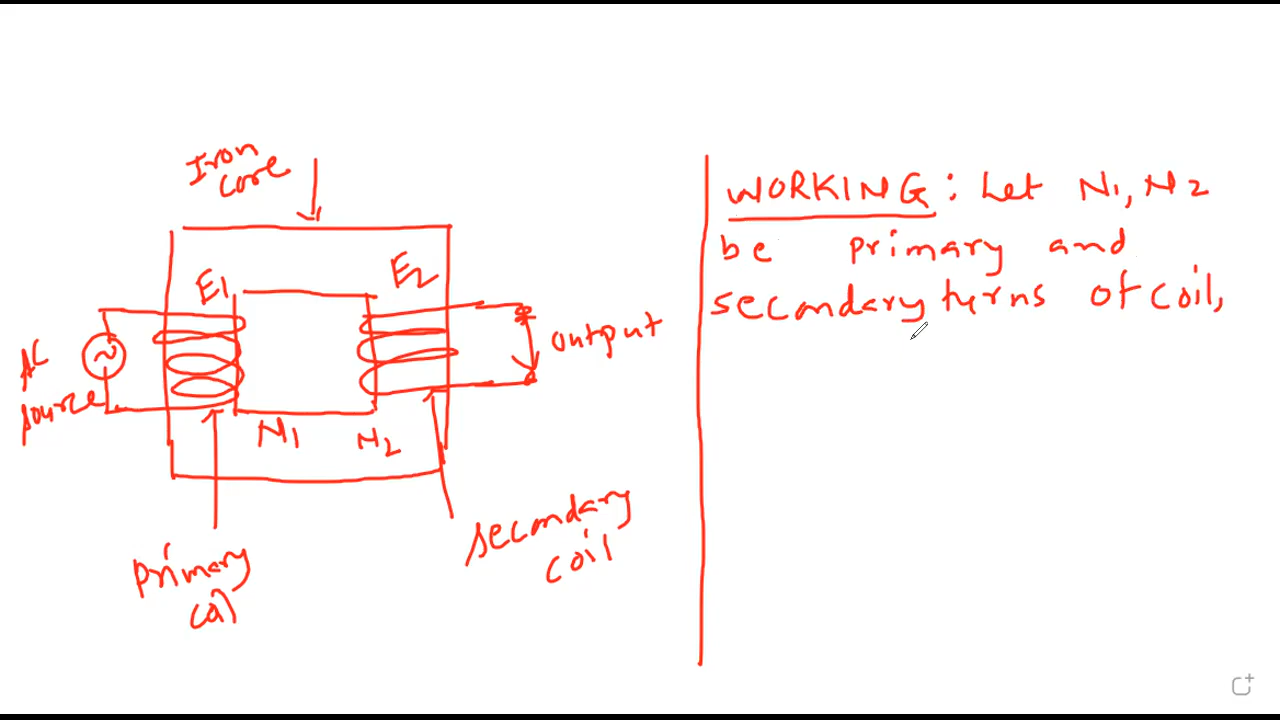 Iron
core
E1
E2
AC
source
output
N1
N2
primary
coil
secondary
coil
WORKING: Let N1, N2
be primary and
secondary turns of coil,